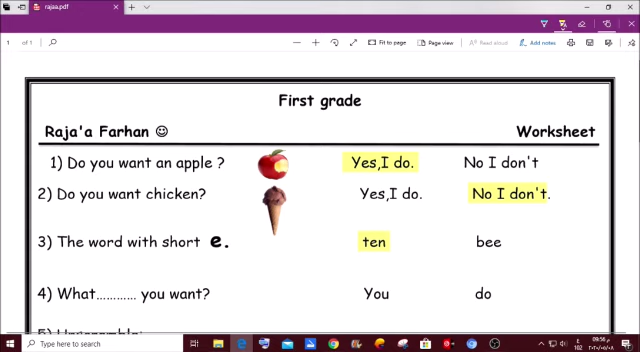 rajaa.pdf
1 of 1
Fit to page
Page view
Read aloud
Add notes
First grade
Raja'a Farhan ☺ Worksheet
1) Do you want an apple ? Yes,I do. No I don't
2) Do you want chicken? Yes,I do. No I don't.
3) The word with short e. ten bee
4) What............ you want? You do
Type here to search
09:56 م
102